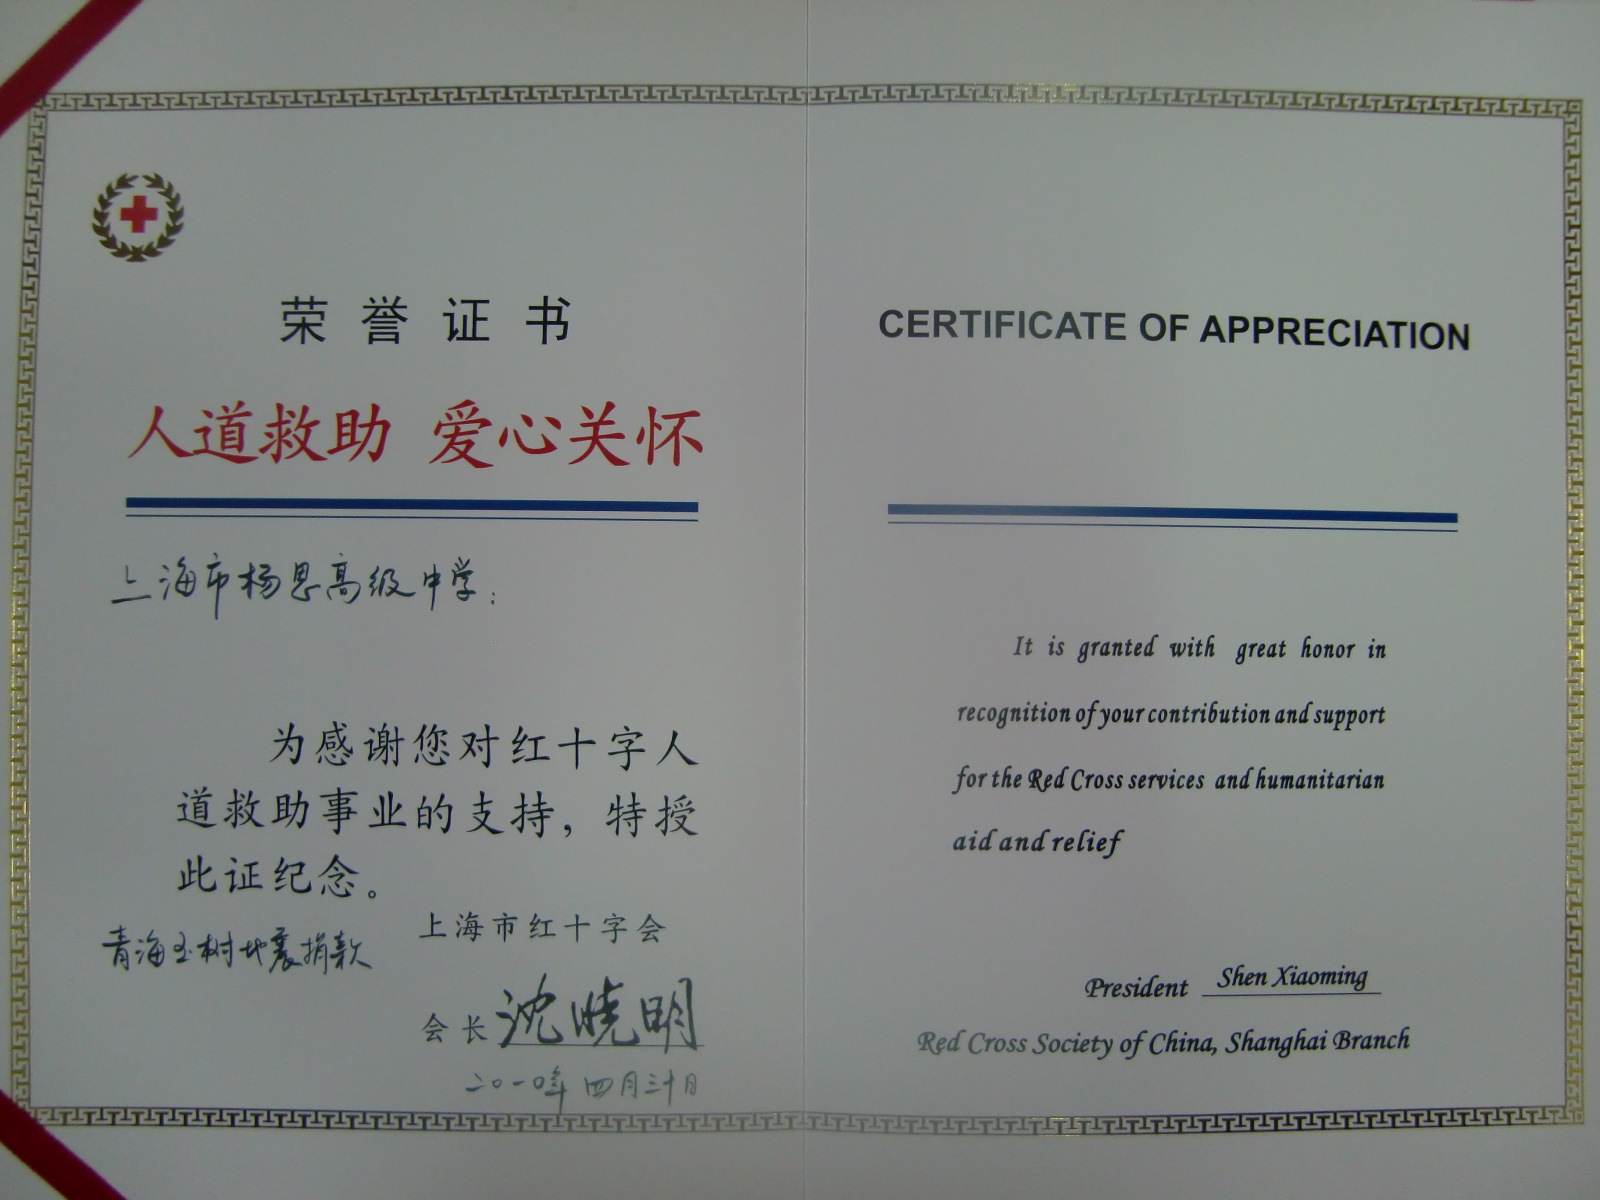 荣誉证书
人道救助 爱心关怀
上海市杨思高级中学：
为感谢您对红十字人
道救助事业的支持，特授
此证纪念。
青海玉树地震捐款
上海市红十字会
会长 沈晓明
二〇一〇年四月三十日
CERTIFICATE OF APPRECIATION
It is granted with great honor in
recognition of your contribution and support
for the Red Cross services and humanitarian
aid and relief
President Shen Xiaoming
Red Cross Society of China, Shanghai Branch